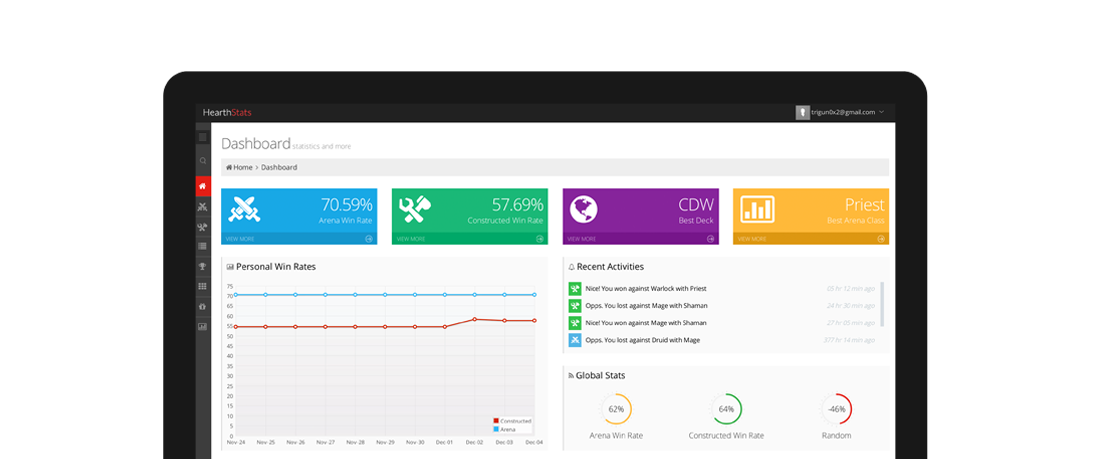 HearthStats
trigun0x2@gmail.com
Dashboard statistics and more
Home > Dashboard
70.59%
Arena Win Rate
VIEW MORE
57.69%
Constructed Win Rate
VIEW MORE
CDW
Best Deck
VIEW MORE
Priest
Best Arena Class
VIEW MORE
Personal Win Rates
75
70
65
60
55
50
45
40
35
30
25
20
15
10
5
0
Nov 24 Nov 25 Nov 26 Nov 27 Nov 28 Nov 29 Nov 30 Dec 01 Dec 02 Dec 03 Dec 04
Constructed
Arena
Recent Activities
Nice! You won against Warlock with Priest
Opps. You lost against Mage with Shaman 24 hr 36 min ago
Nice! You won against Mage with Shaman 27 hr 05 min ago
Opps. You lost against Druid with Mage 377 hr 14 min ago
Global Stats
62%
Arena Win Rate
64%
Constructed Win Rate
-46%
Random